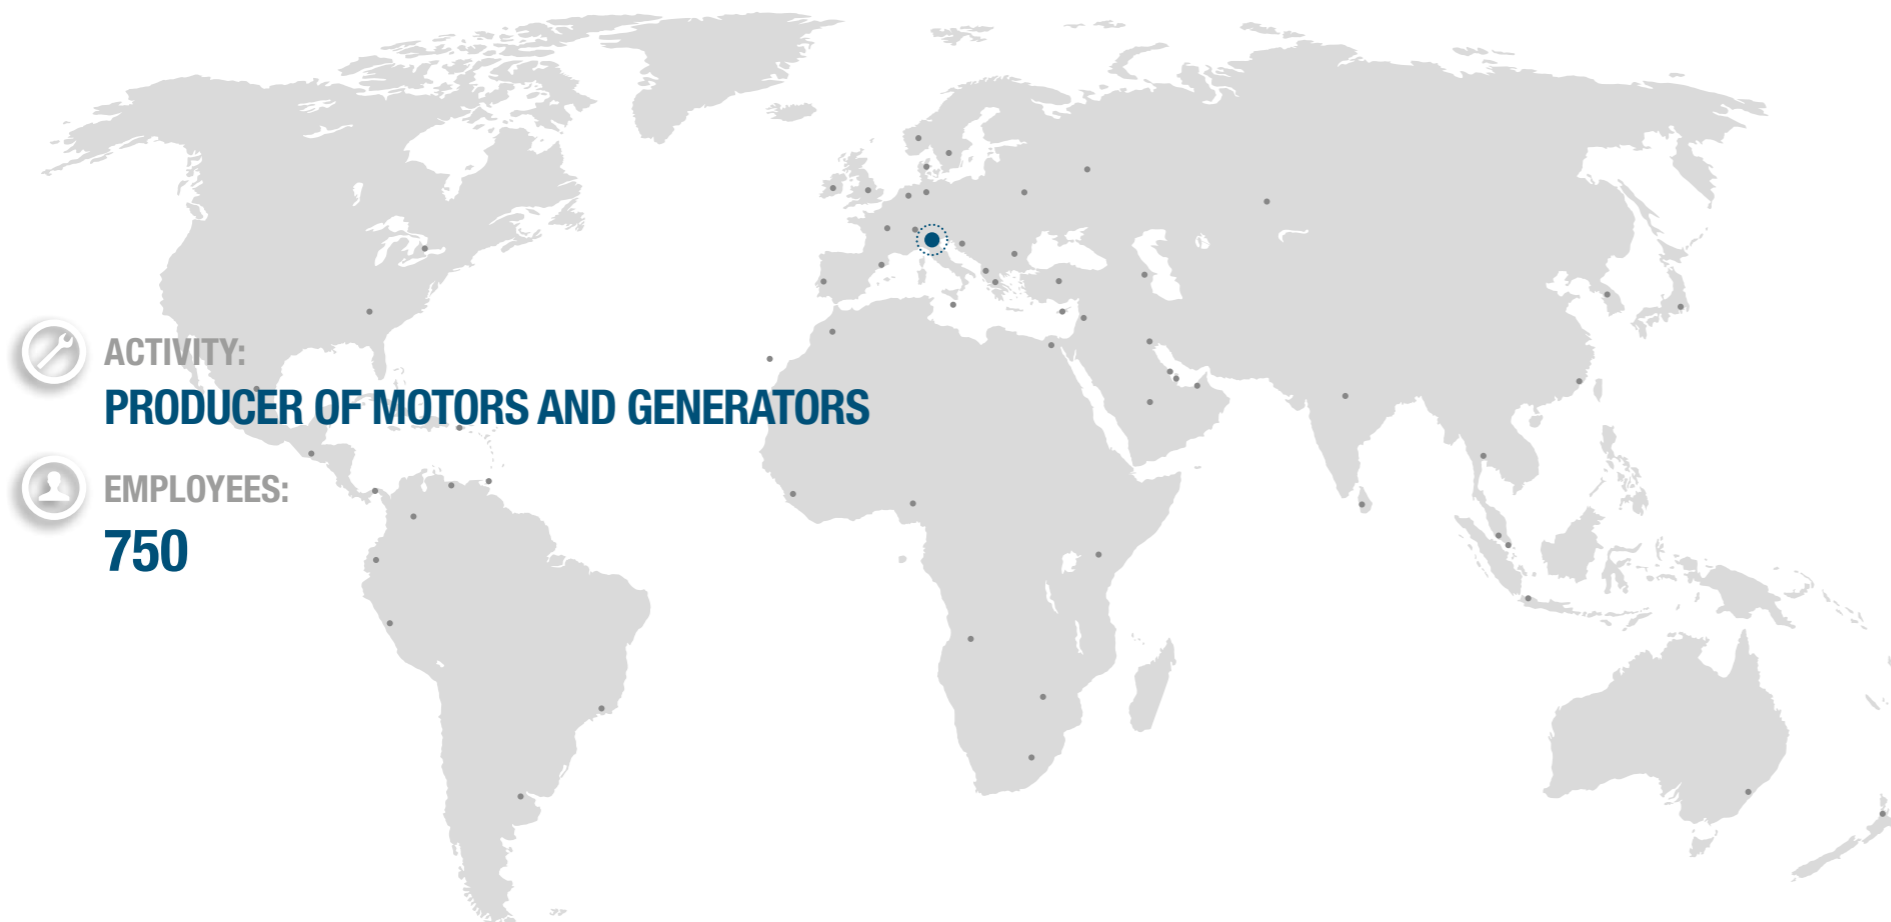 ACTIVITY:
PRODUCER OF MOTORS AND GENERATORS
EMPLOYEES:
750